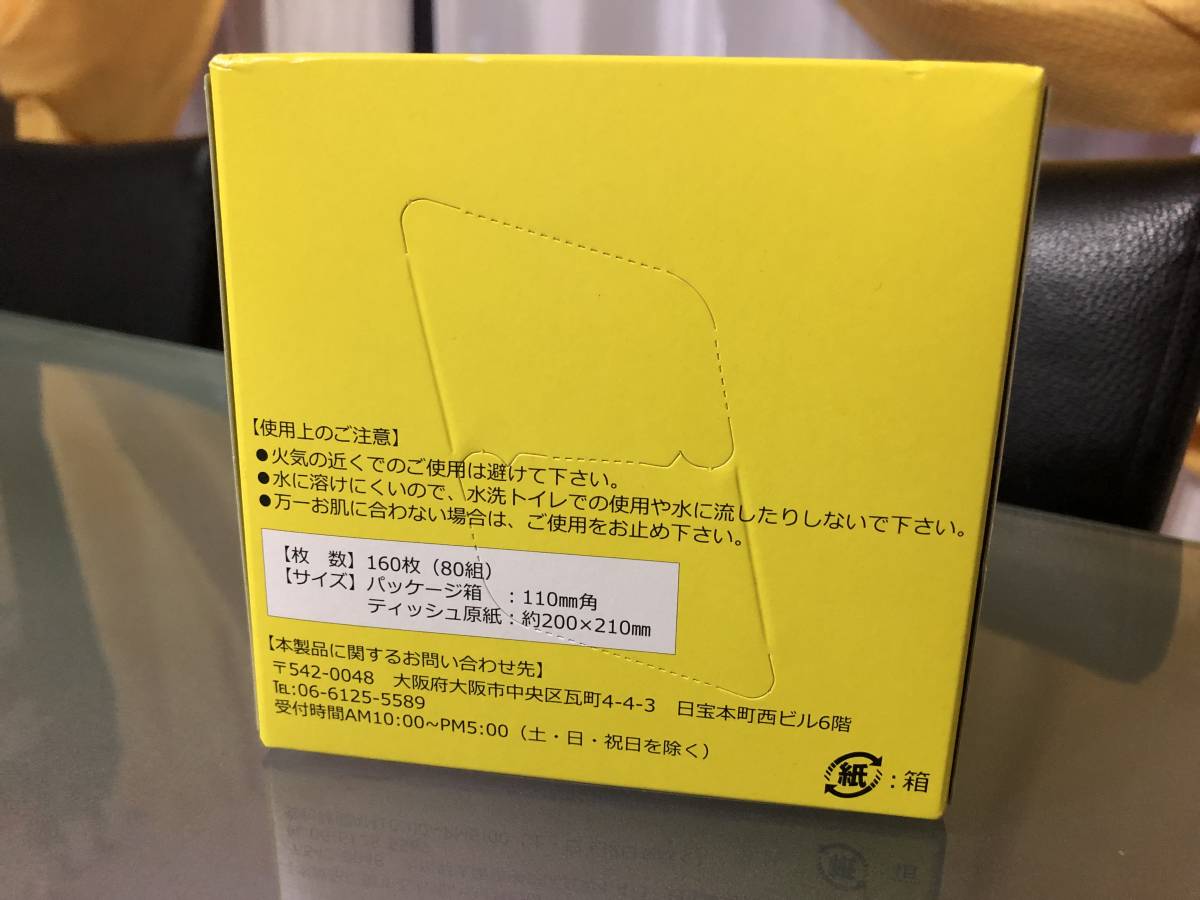 【使用上のご注意】
●火気の近くでのご使用は避けて下さい。
●水に溶けにくいので、水洗トイレでの使用や水に流したりしないで下さい。
●万一お肌に合わない場合は、ご使用をお止め下さい。
【枚　数】160枚（80組）
【サイズ】パッケージ箱　：110㎜角
ティッシュ原紙：約200×210㎜
【本製品に関するお問い合わせ先】
〒542-0048　大阪府大阪市中央区瓦町4-4-3　日宝本町西ビル6階
℡:06-6125-5589
受付時間AM10:00~PM5:00（土・日・祝日を除く）
紙：箱